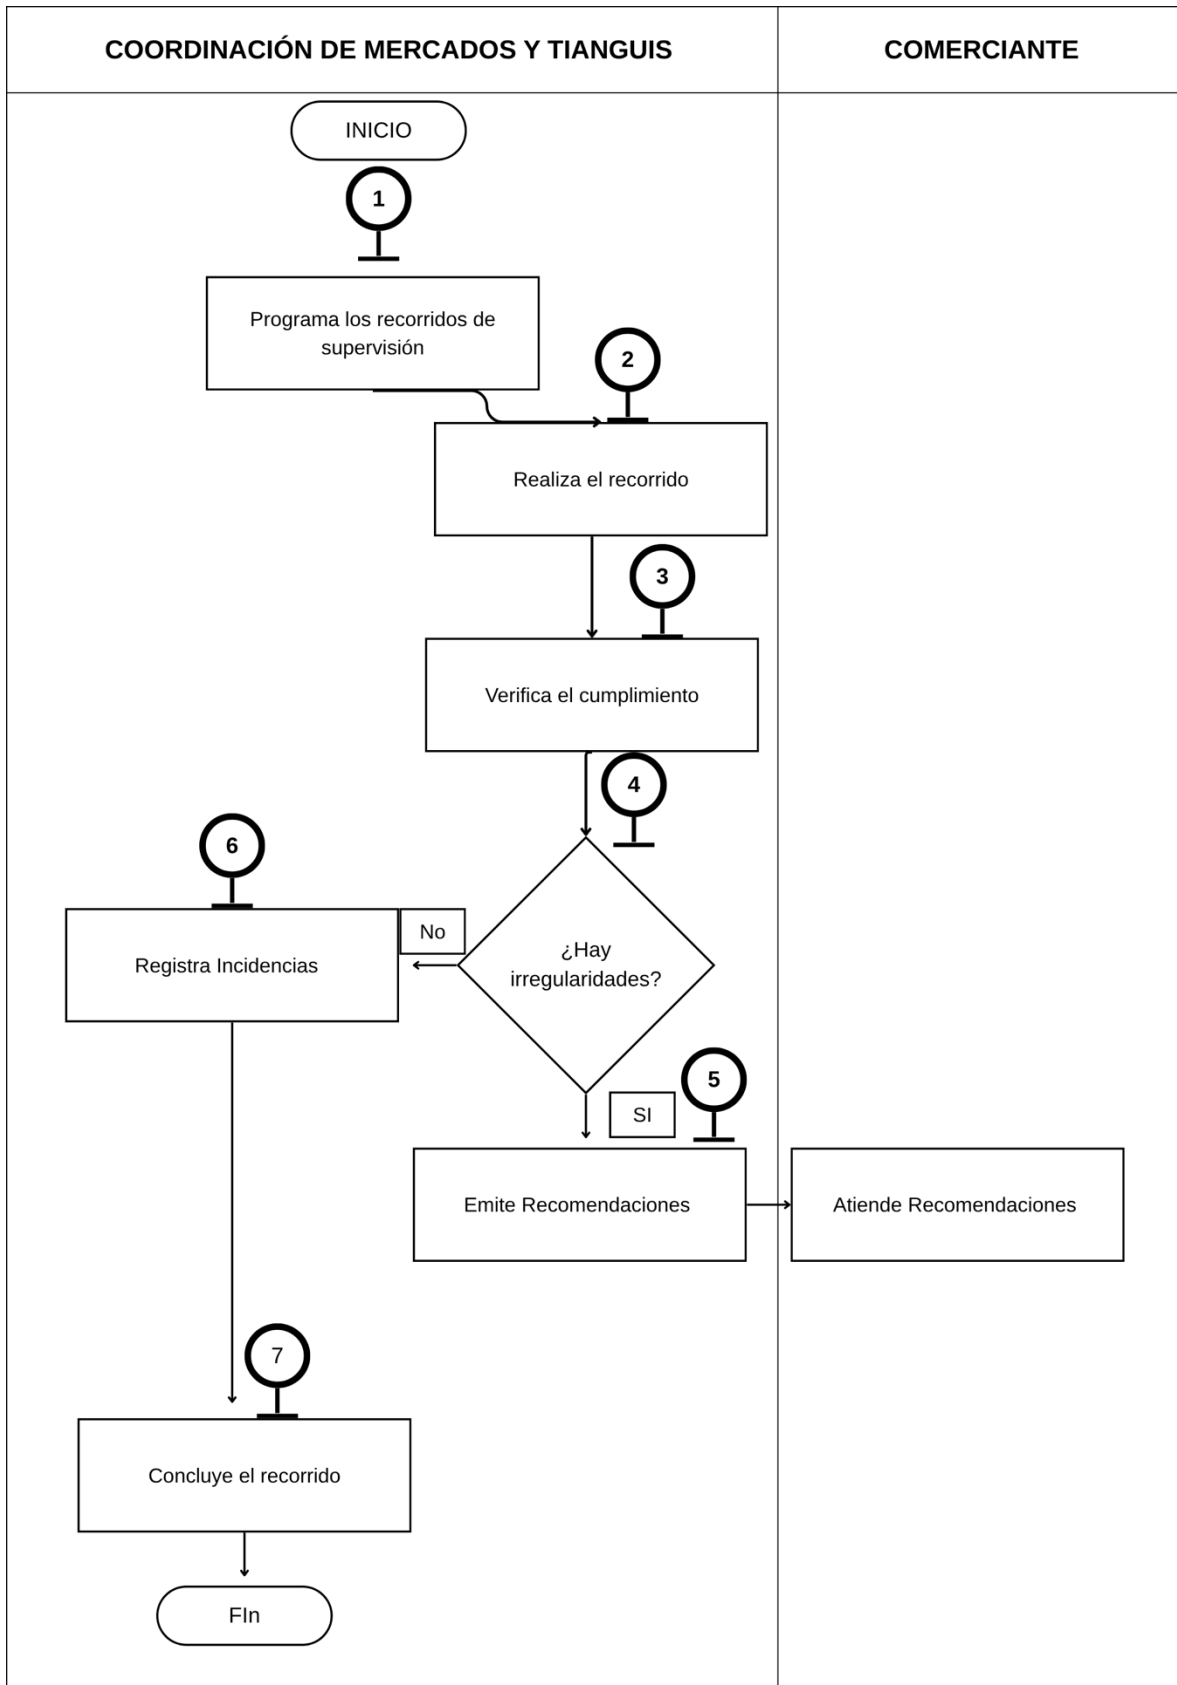 COORDINACIÓN DE MERCADOS Y TIANGUIS
COMERCIANTE
INICIO
1
Programa los recorridos de
supervisión
2
Realiza el recorrido
3
Verifica el cumplimiento
4
6
Registra Incidencias
No
¿Hay
irregularidades?
5
SI
Emite Recomendaciones
Atiende Recomendaciones
7
Concluye el recorrido
FIn